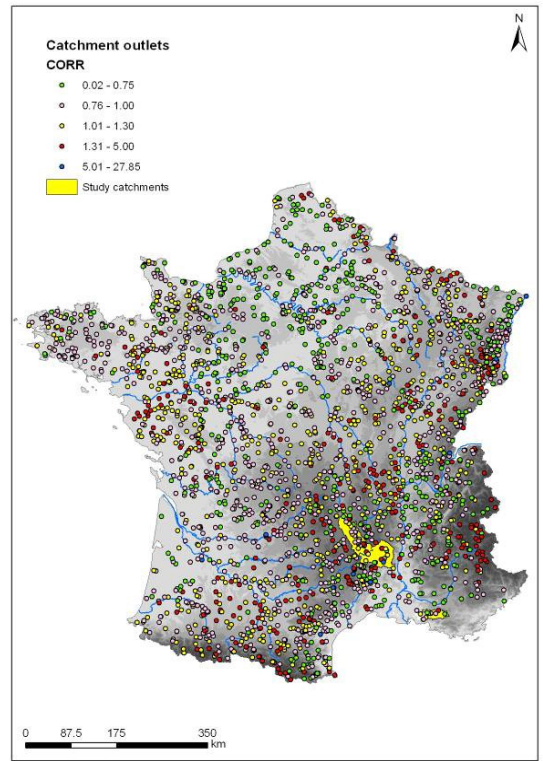 N
Catchment outlets
CORR
0.02 - 0.75
0.76 - 1.00
1.01 - 1.30
1.31 - 5.00
5.01 - 27.85
Study catchments
0 87.5 175 350
km